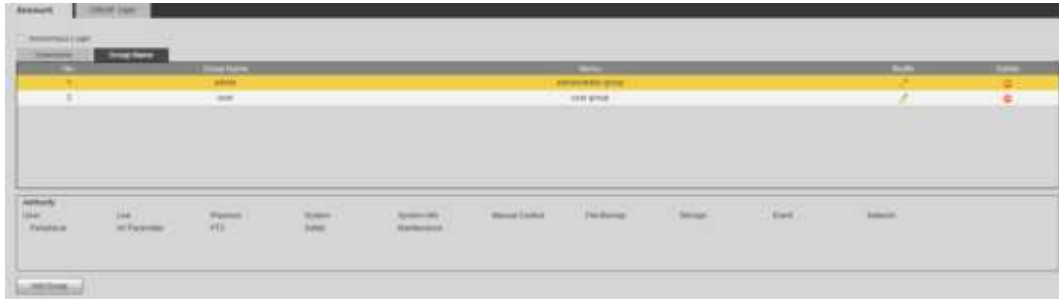 Account ONVIF User
Anonymous Login
Username Group Name
No. Group Name Memo Modify Delete
1 admin administrator group
2 user user group
Authority
User Live Playback System System Info Manual Control File Backup Storage Event Network
Peripheral AV Parameter PTZ Safety Maintenance
Add Group